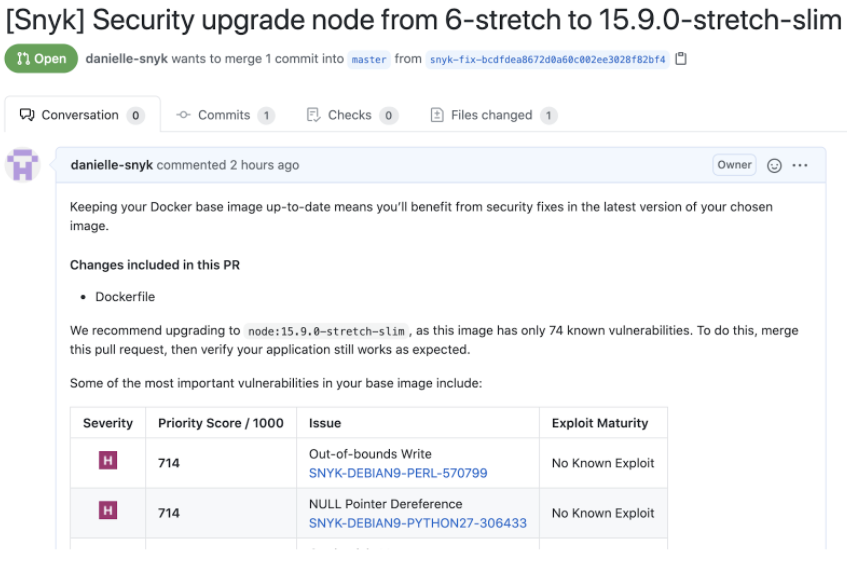 [Snyk] Security upgrade node from 6-stretch to 15.9.0-stretch-slim
Open danielle-snyk wants to merge 1 commit into master from snyk-fix-bcdfdea8672d0a60c002ee3028f82bf4
Conversation 0 Commits 1 Checks 0 Files changed 1
danielle-snyk commented 2 hours ago Owner
Keeping your Docker base image up-to-date means you'll benefit from security fixes in the latest version of your chosen
image.
Changes included in this PR
• Dockerfile
We recommend upgrading to node:15.9.0-stretch-slim , as this image has only 74 known vulnerabilities. To do this, merge
this pull request, then verify your application still works as expected.
Some of the most important vulnerabilities in your base image include:
Severity Priority Score / 1000 Issue Exploit Maturity
H 714 Out-of-bounds Write
SNYK-DEBIAN9-PERL-570799 No Known Exploit
H 714 NULL Pointer Dereference
SNYK-DEBIAN9-PYTHON27-306433 No Known Exploit